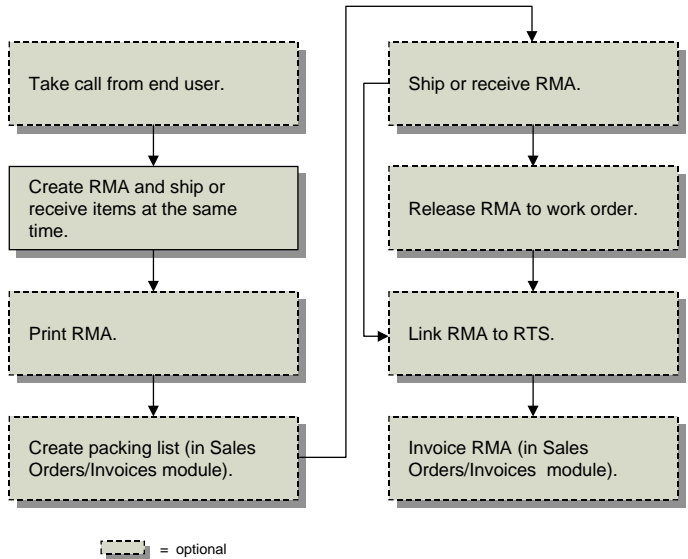 Take call from end user.
Create RMA and ship or
receive items at the same
time.
Print RMA.
Create packing list (in Sales
Orders/Invoices module).
Ship or receive RMA.
Release RMA to work order.
Link RMA to RTS.
Invoice RMA (in Sales
Orders/Invoices module).
= optional